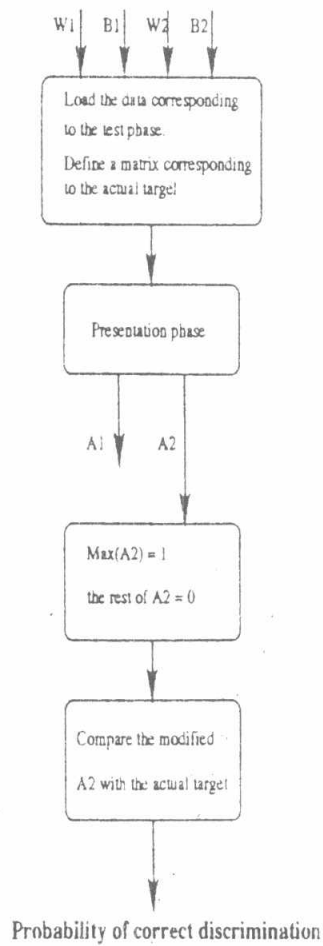 W1 B1 W2 B2
Load the data corresponding
to the test phase.
Define a matrix corresponding
to the actual target
Presentation phase
A1 A2
Max(A2) = 1
the rest of A2 = 0
Compare the modified
A2 with the actual target
Probability of correct discrimination